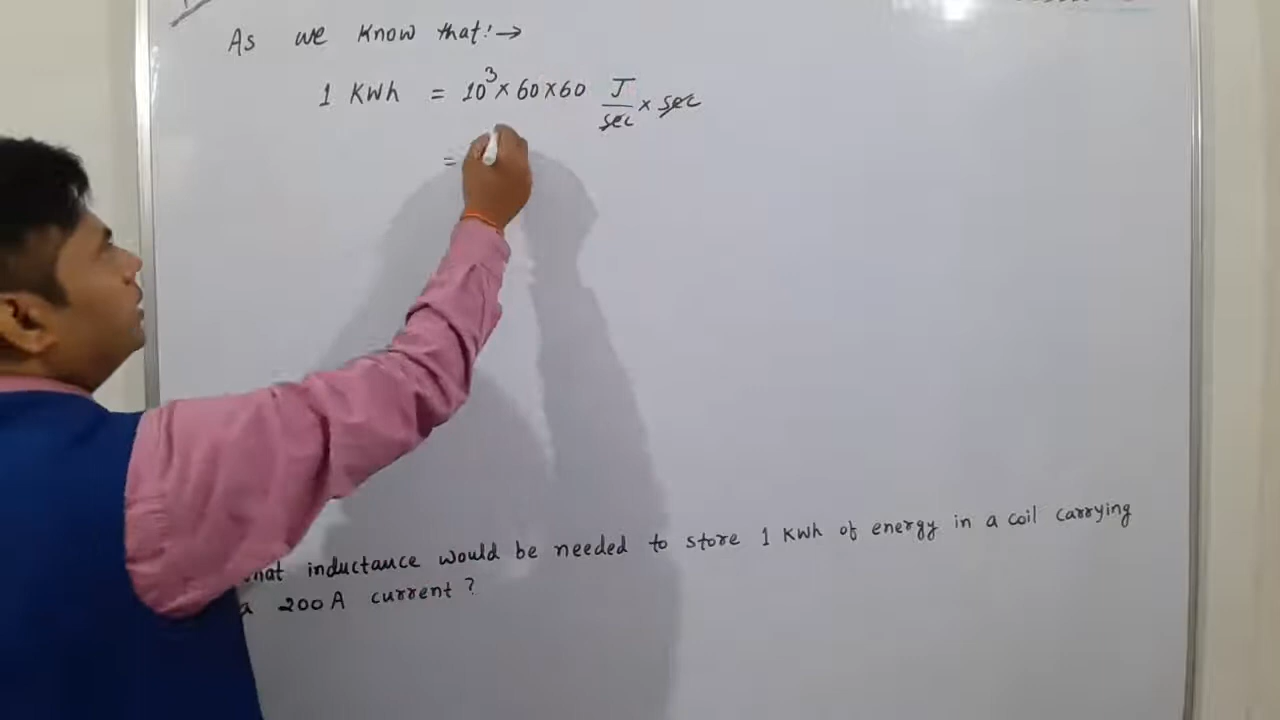 As we know that:→
1 KWh = 10³ × 60 × 60 J/sec × sec
=
inductance would be needed to store 1 KWh of energy in a coil carrying
a 200 A current ?